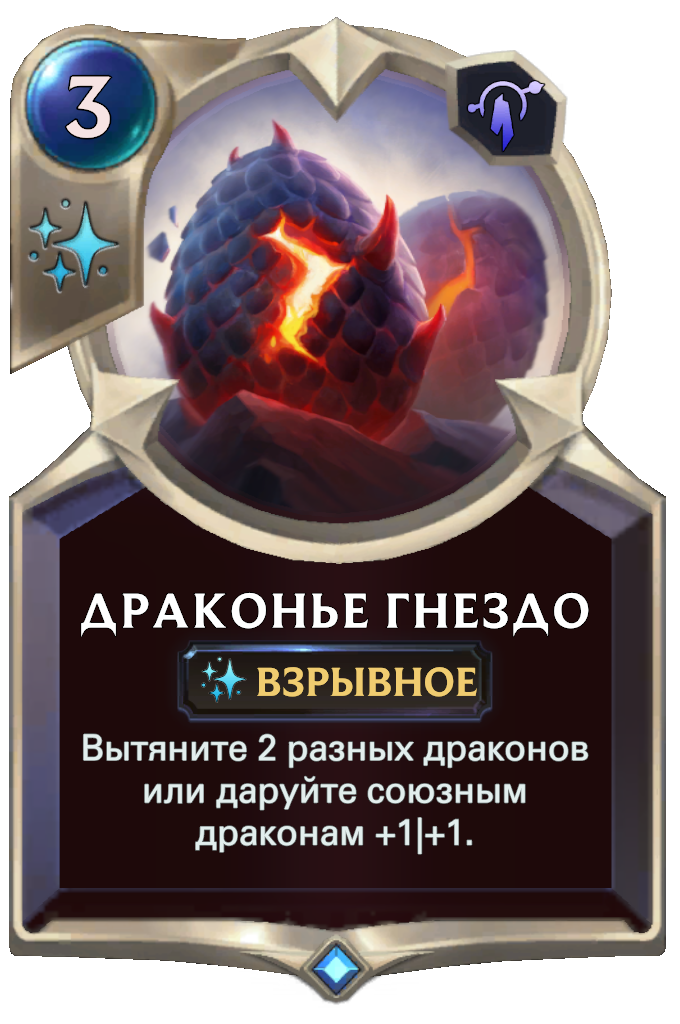 3
ДРАКОНЬЕ ГНЕЗДО
ВЗРЫВНОЕ
Вытяните 2 разных драконов
или даруйте союзным
драконам +1|+1.